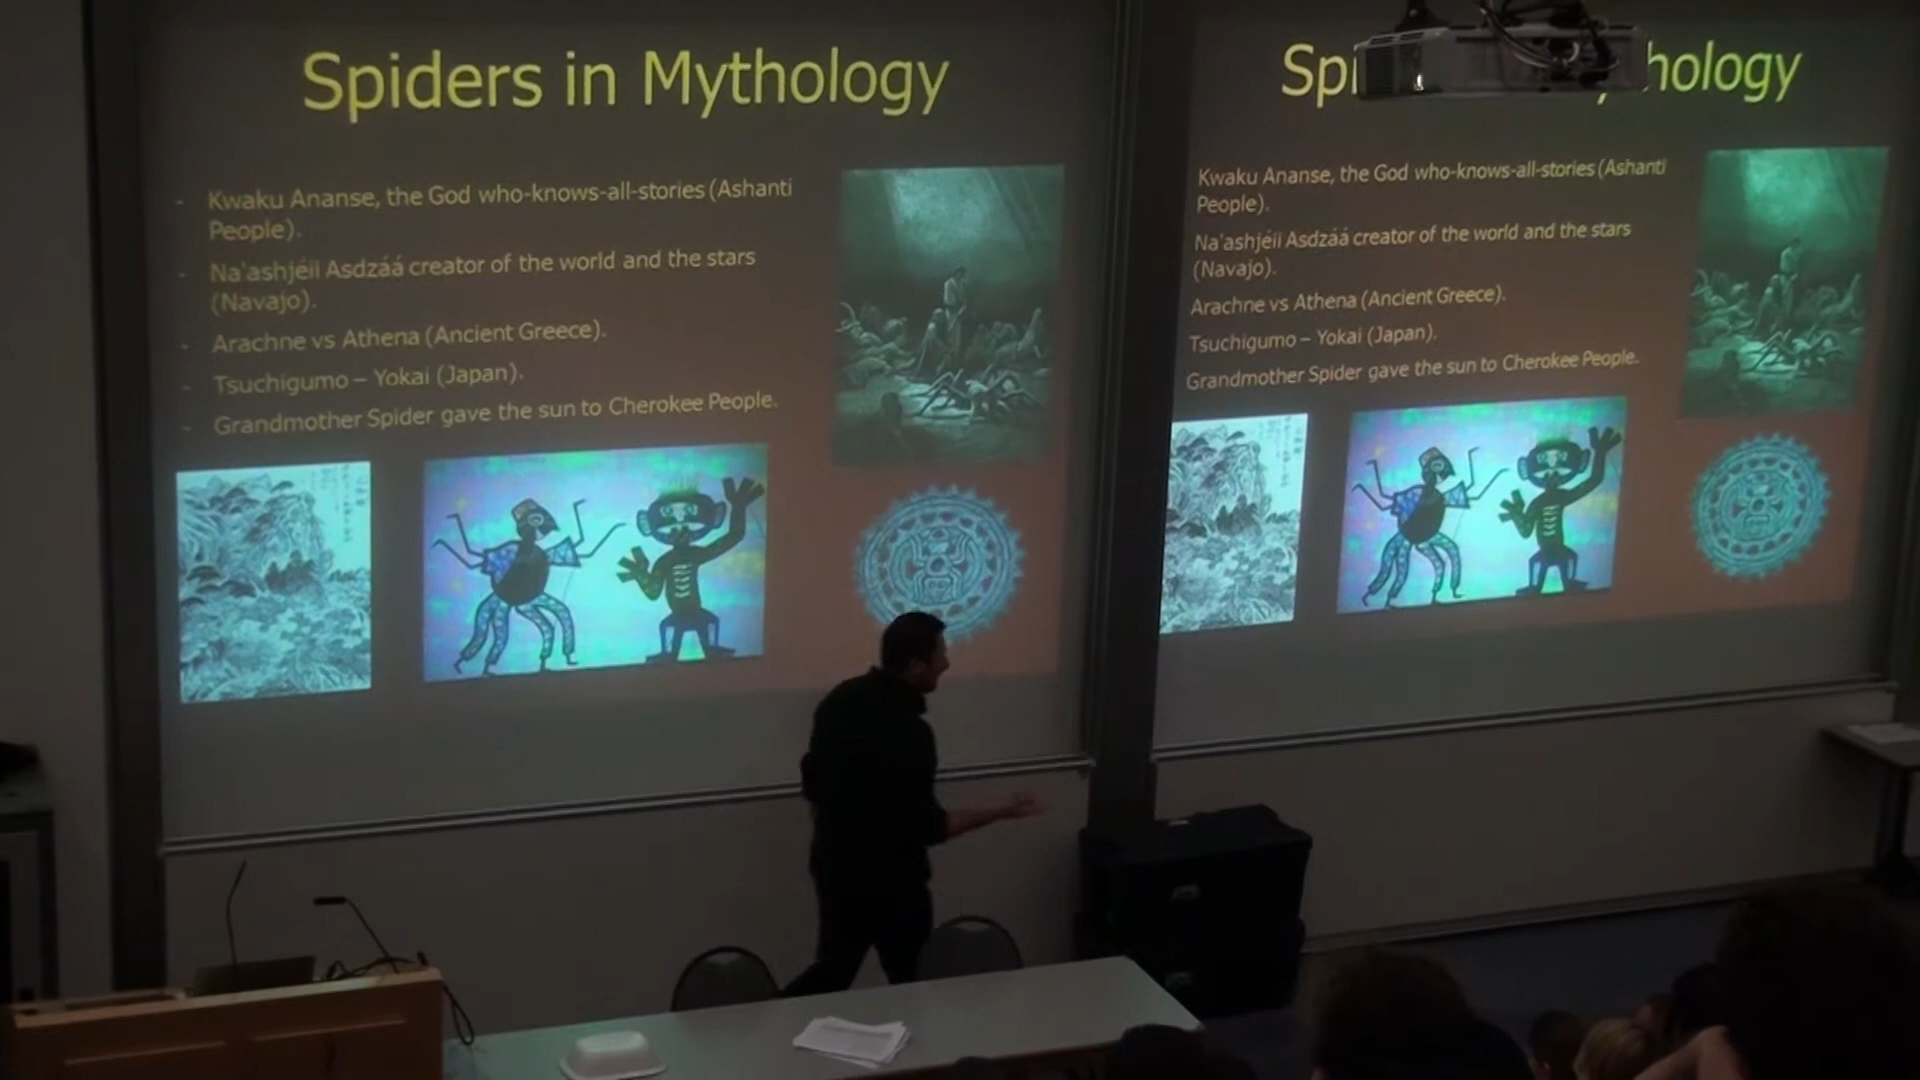 Spiders in Mythology
- Kwaku Ananse, the God who-knows-all-stories (Ashanti
People).
- Na'ashjéii Asdzáá creator of the world and the stars
(Navajo).
- Arachne vs Athena (Ancient Greece).
- Tsuchigumo – Yokai (Japan).
- Grandmother Spider gave the sun to Cherokee People.
Kwaku Ananse, the God who-knows-all-stories (Ashanti
People).
Na'ashjéii Asdzáá creator of the world and the stars
(Navajo).
Arachne vs Athena (Ancient Greece).
Tsuchigumo – Yokai (Japan).
Grandmother Spider gave the sun to Cherokee People.